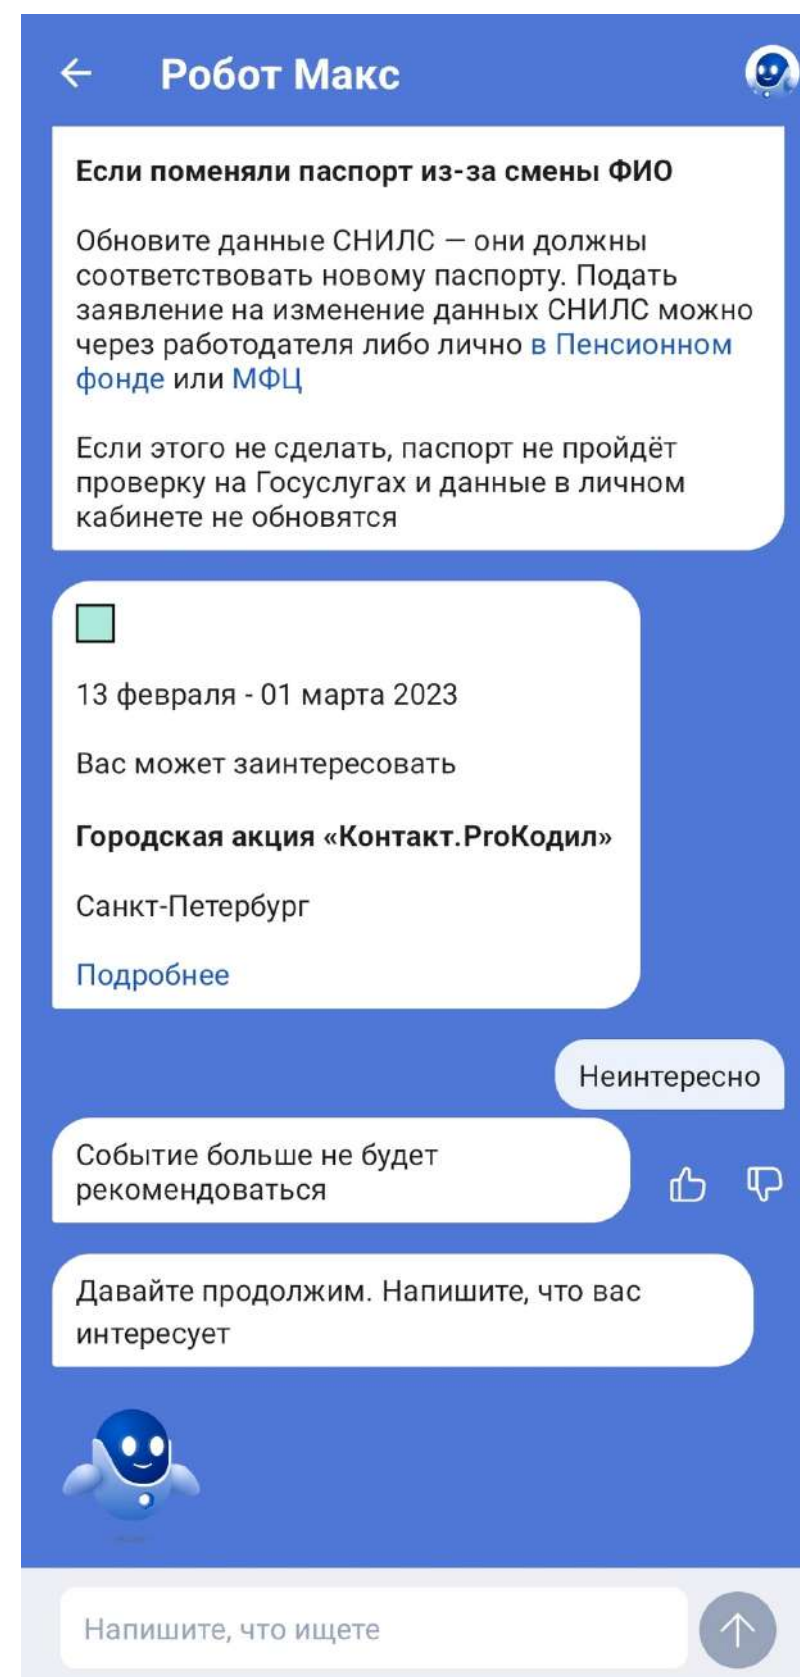 Робот Макс
Если поменяли паспорт из-за смены ФИО
Обновите данные СНИЛС — они должны
соответствовать новому паспорту. Подать
заявление на изменение данных СНИЛС можно
через работодателя либо лично в Пенсионном
фонде или МФЦ
Если этого не сделать, паспорт не пройдёт
проверку на Госуслугах и данные в личном
кабинете не обновятся
13 февраля - 01 марта 2023
Вас может заинтересовать
Городская акция «Контакт.ProКодил»
Санкт-Петербург
Подробнее
Неинтересно
Событие больше не будет
рекомендоваться
Давайте продолжим. Напишите, что вас
интересует
Напишите, что ищете